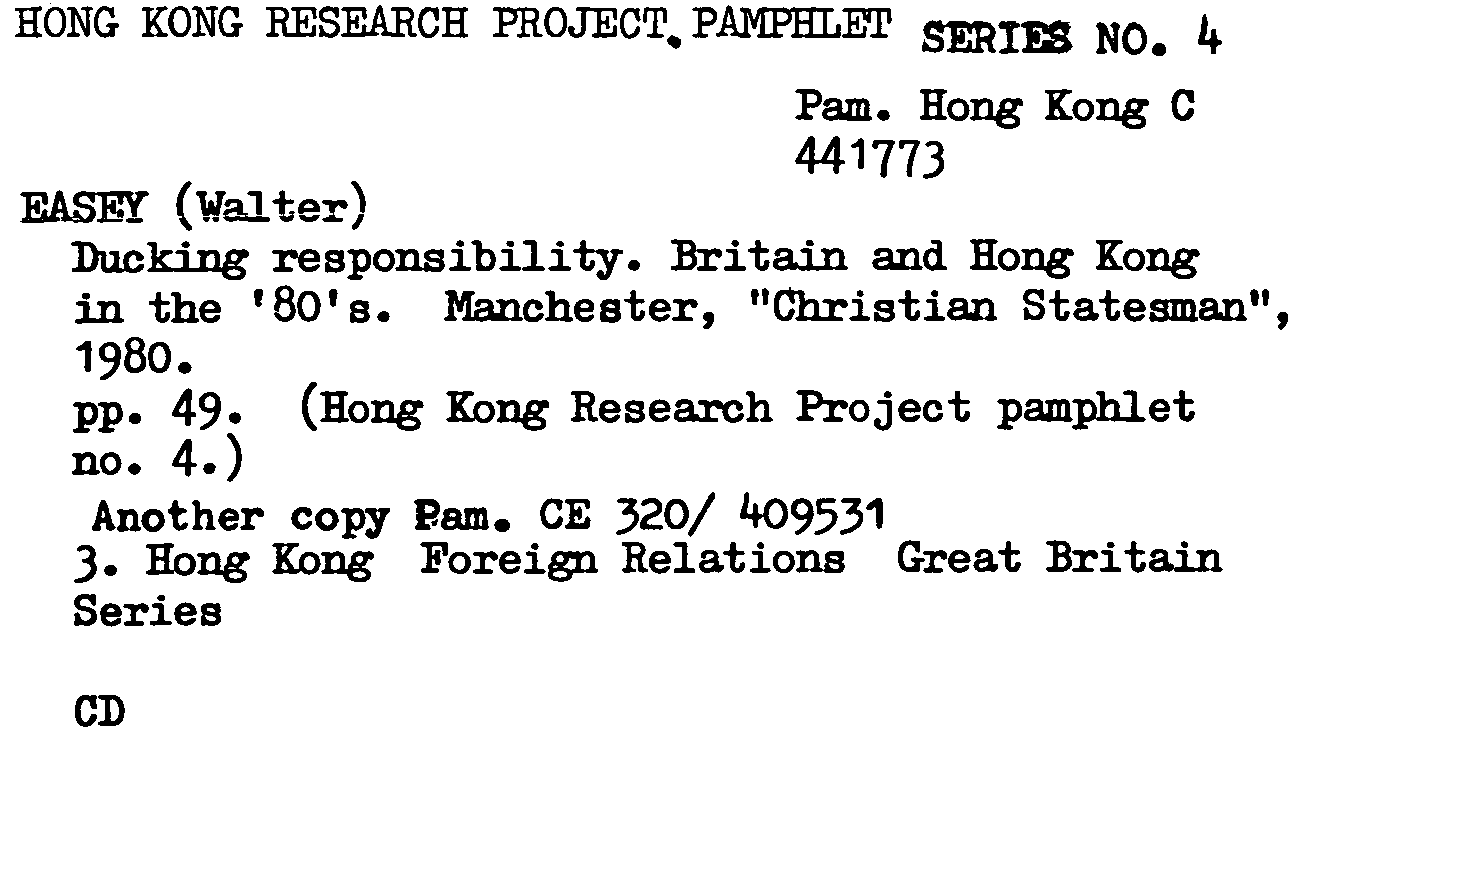 HONG KONG RESEARCH PROJECT. PAMPHLET SERIES NO. 4
Pam. Hong Kong C
441773
EASEY (Walter)
Ducking responsibility. Britain and Hong Kong
in the '80's. Manchester, "Christian Statesman",
1980.
pp. 49. (Hong Kong Research Project pamphlet
no. 4.)
Another copy Pam. CE 320/ 409531
3. Hong Kong Foreign Relations Great Britain
Series
CD